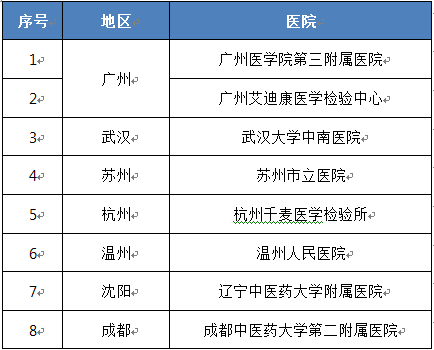 序号 地区 医院
1 广州 广州医学院第三附属医院
2 广州艾迪康医学检验中心
3 武汉 武汉大学中南医院
4 苏州 苏州市立医院
5 杭州 杭州千麦医学检验所
6 温州 温州人民医院
7 沈阳 辽宁中医药大学附属医院
8 成都 成都中医药大学第二附属医院